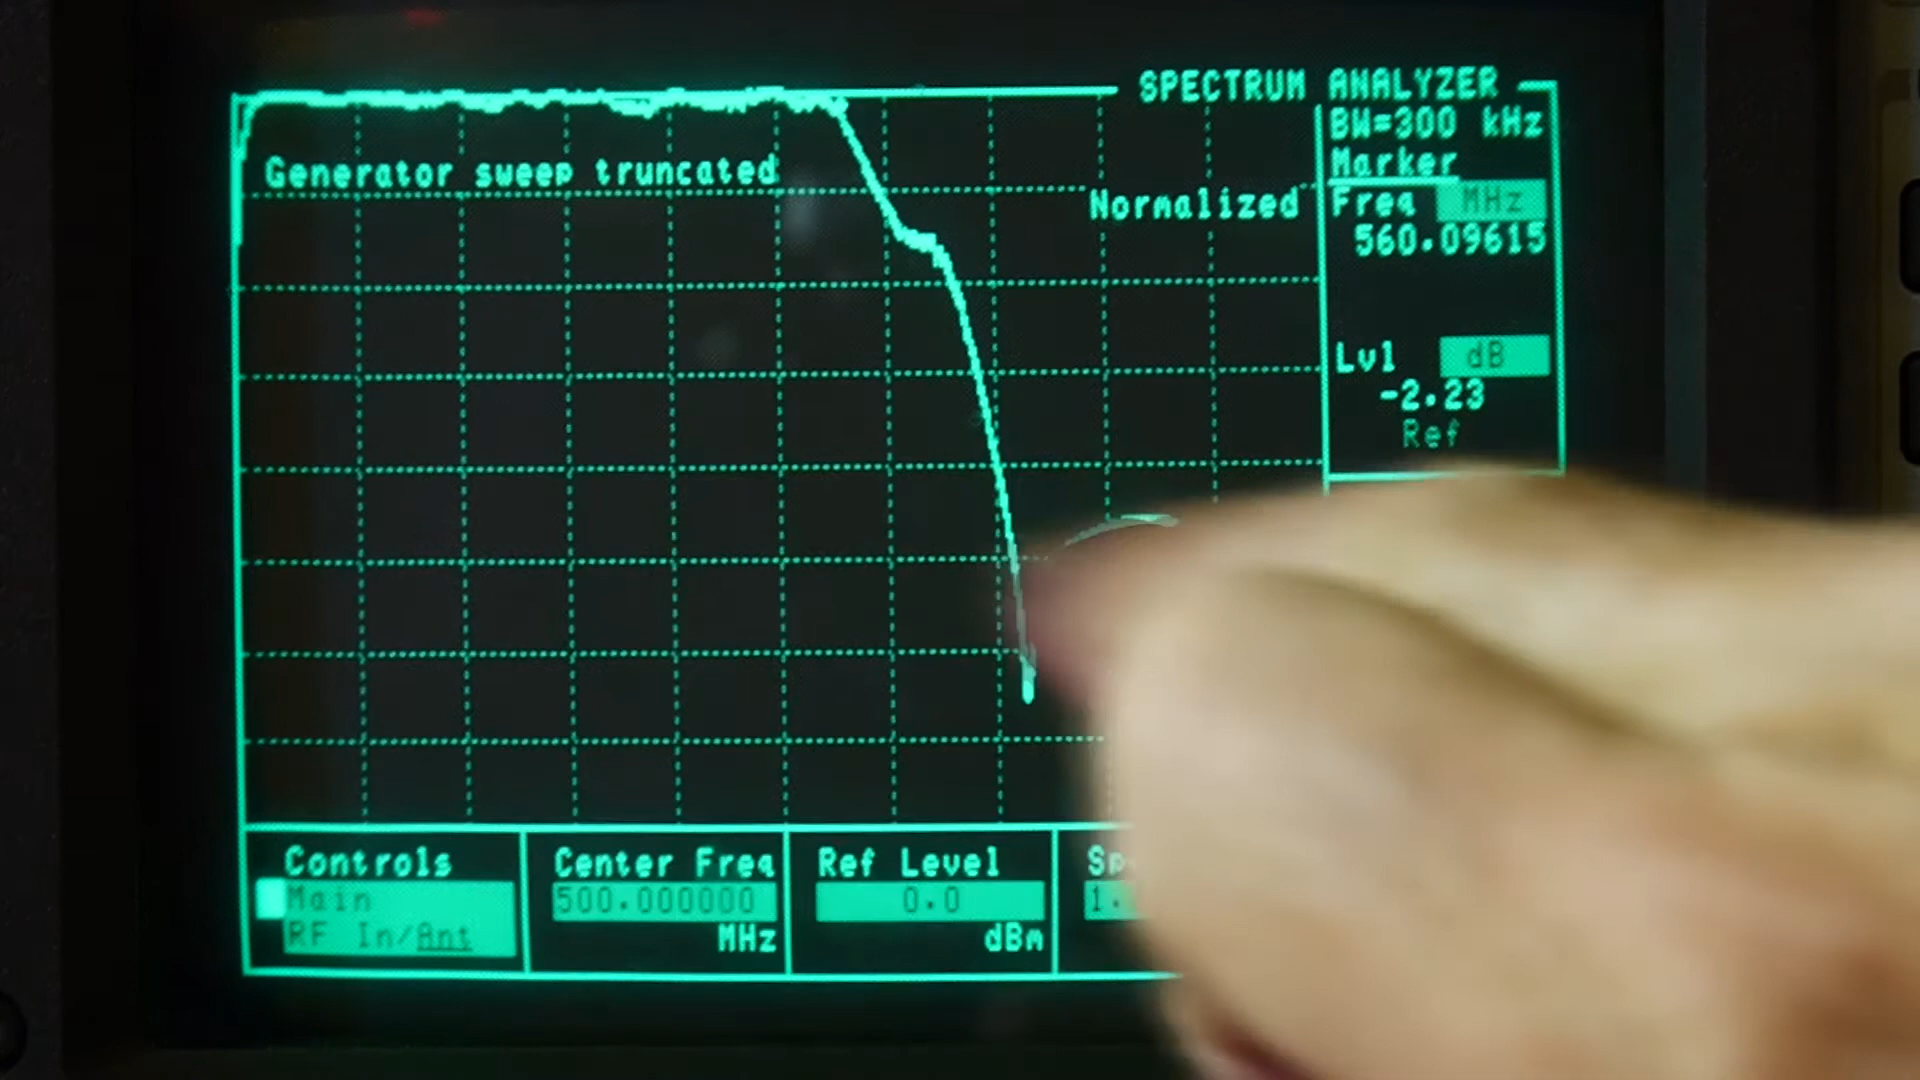 SPECTRUM ANALYZER
BW=300 kHz
Marker
Generator sweep truncated
Normalized
Freq MHz
560.09615
Lvl dB
-2.23
Ref
Controls
Main
RF In/Ant
Center Freq
500.000000
MHz
Ref Level
0.0
dBm